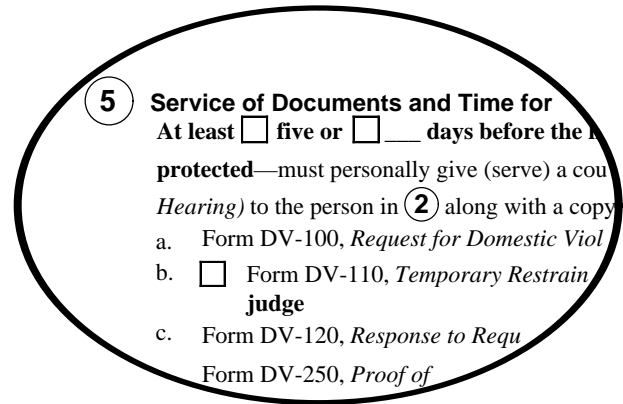 5 Service of Documents and Time for
At least ☐ five or ☐ ___ days before the
protected—must personally give (serve) a cou
Hearing) to the person in 2 along with a copy
a. Form DV-100, Request for Domestic Viol
b. ☐ Form DV-110, Temporary Restrain
judge
c. Form DV-120, Response to Requ
Form DV-250, Proof of